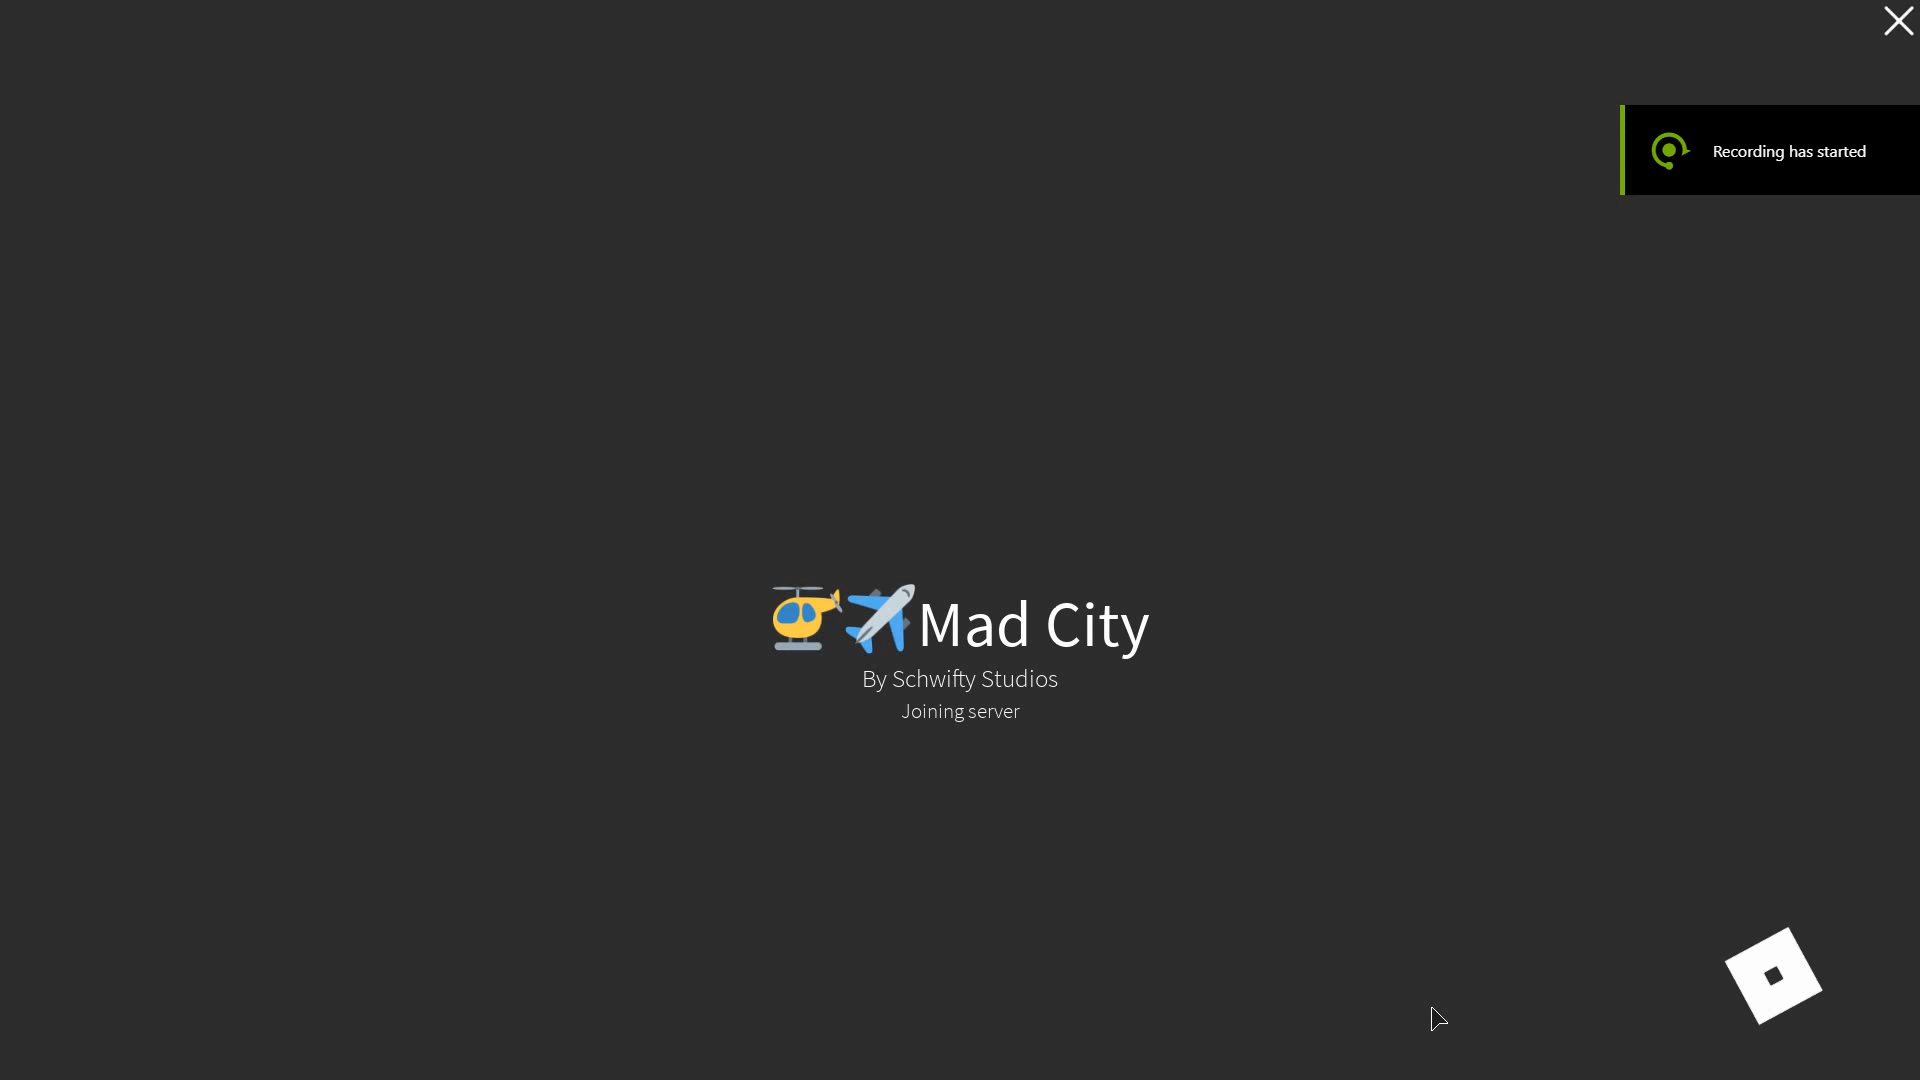 Recording has started
🚁✈️Mad City
By Schwifty Studios
Joining server